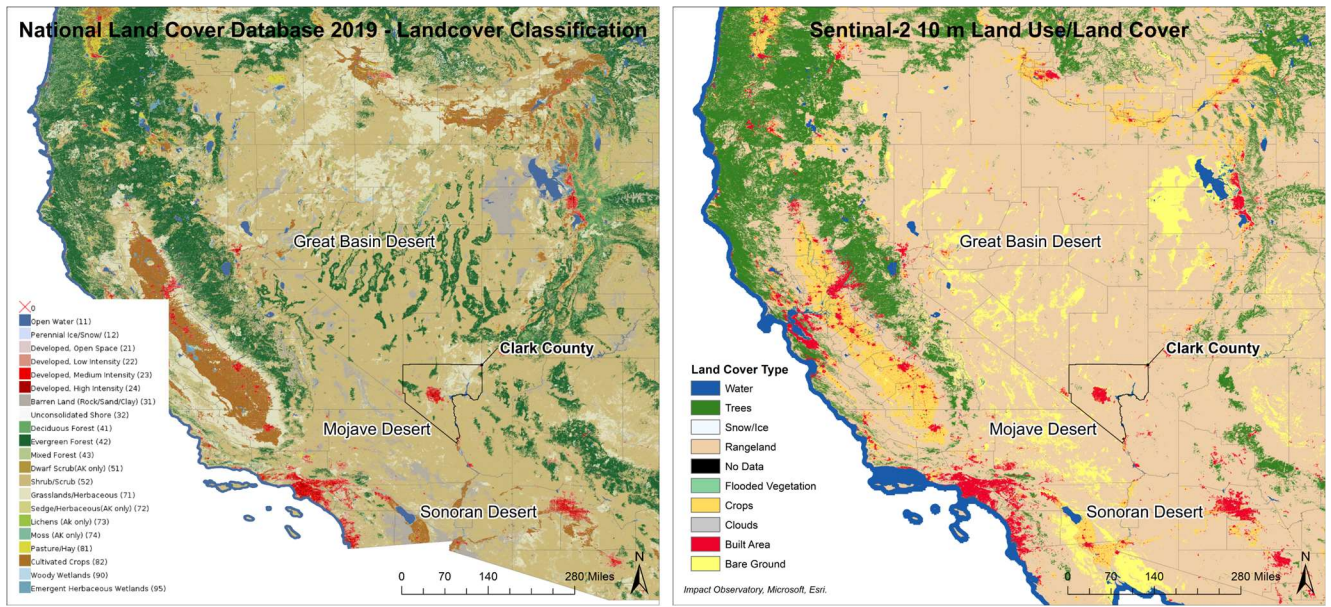 National Land Cover Database 2019 - Landcover Classification
Great Basin Desert
Clark County
Mojave Desert
Sonoran Desert
0
Open Water (11)
Perennial Ice/Snow/ (12)
Developed, Open Space (21)
Developed, Low Intensity (22)
Developed, Medium Intensity (23)
Developed, High Intensity (24)
Barren Land (Rock/Sand/Clay) (31)
Unconsolidated Shore (32)
Deciduous Forest (41)
Evergreen Forest (42)
Mixed Forest (43)
Dwarf Scrub(AK only) (51)
Shrub/Scrub (52)
Grasslands/Herbaceous (71)
Sedge/Herbaceous(AK only) (72)
Lichens (Ak only) (73)
Moss (AK only) (74)
Pasture/Hay (81)
Cultivated Crops (82)
Woody Wetlands (90)
Emergent Herbaceous Wetlands (95)
0 70 140 280 Miles
N
Sentinal-2 10 m Land Use/Land Cover
Great Basin Desert
Clark County
Mojave Desert
Sonoran Desert
Land Cover Type
Water
Trees
Snow/Ice
Rangeland
No Data
Flooded Vegetation
Crops
Clouds
Built Area
Bare Ground
Impact Observatory, Microsoft, Esri.
0 70 140 280 Miles
N